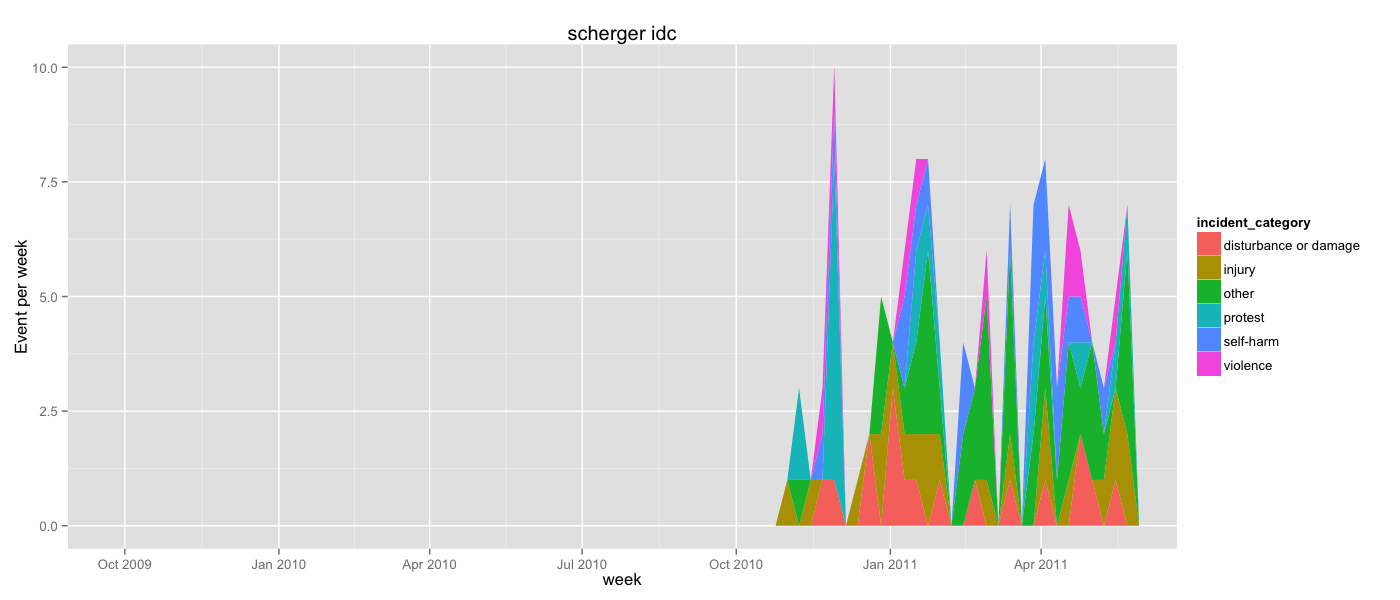 scherger idc
10.0
7.5
5.0
2.5
0.0
Event per week
Oct 2009
Jan 2010
Apr 2010
Jul 2010
Oct 2010
Jan 2011
Apr 2011
week
incident_category
disturbance or damage
injury
other
protest
self-harm
violence